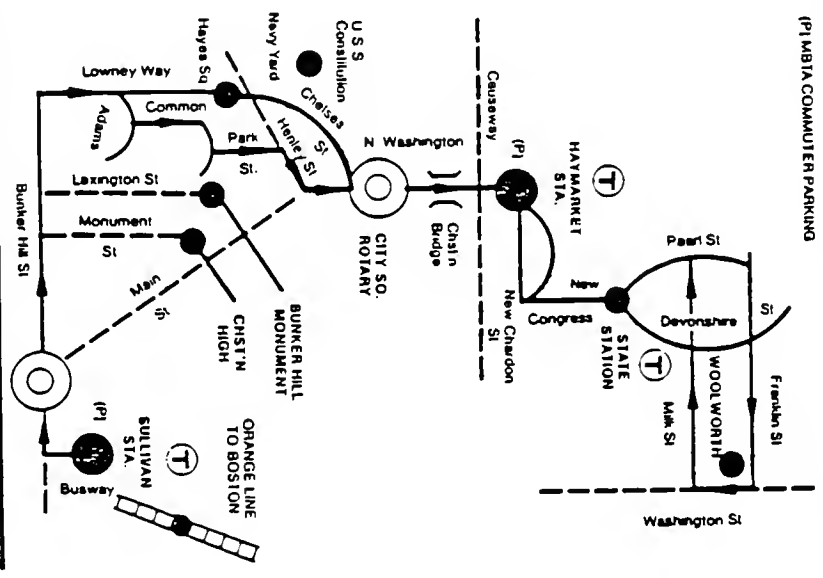 (P) MBTA COMMUTER PARKING
Lowney Way
Hayes Sq
Navy Yard
U S S
Constitution
Chelsea
St
Adams
Common
Park
St.
Henley St
N Washington
Causeway
(P)
HAYMARKET
STA.
T
Chstn
Bridge
CITY SQ.
ROTARY
Lexington St
Monument
St
Bunker Hill St
Main
St
BUNKER HILL
MONUMENT
CHST'N
HIGH
New Chardon
St
New
Congress
St
STATE
STATION
T
Pearl St
Devonshire
WOOLWORTH
Milk St
Franklin St
Washington St
(P)
SULLIVAN
STA.
T
Busway
ORANGE LINE
TO BOSTON